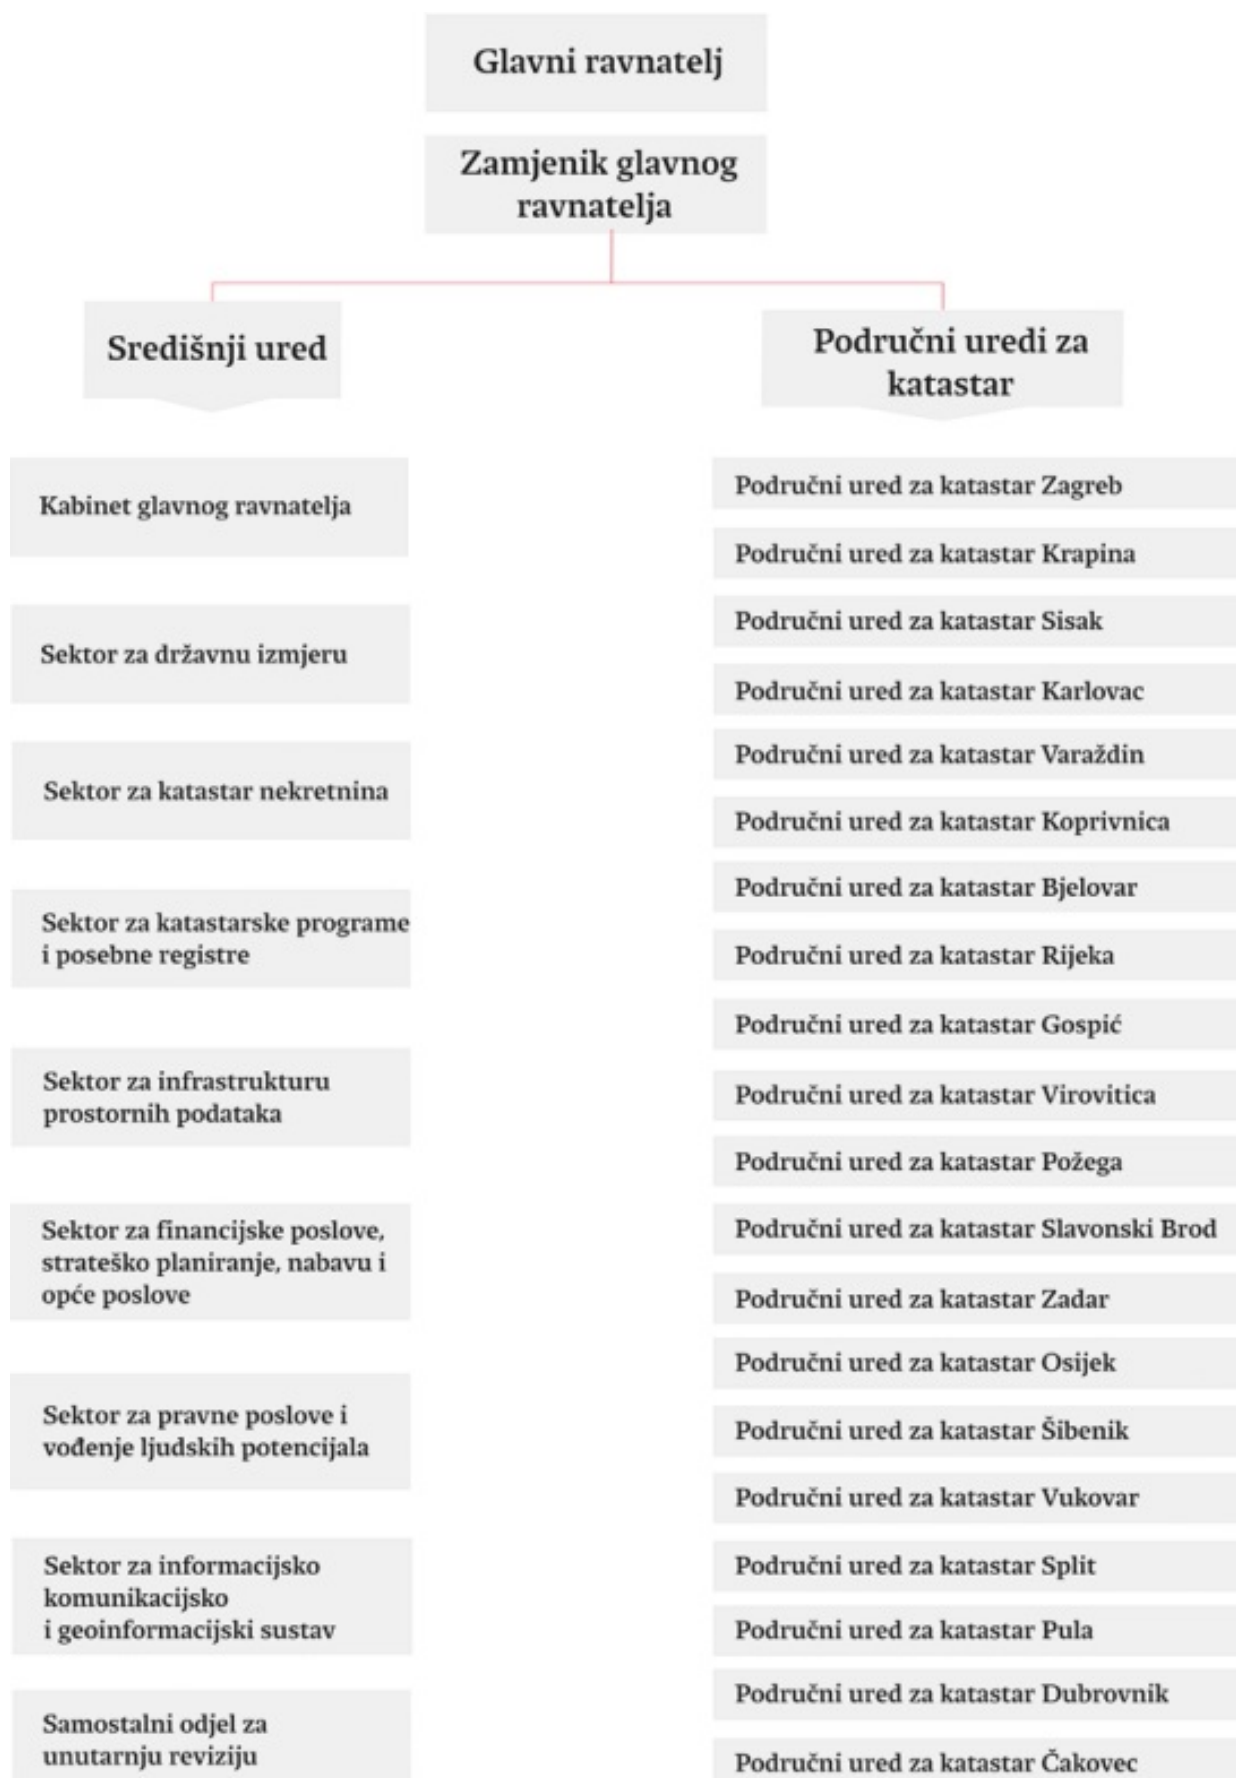 Glavni ravnatelj
Zamjenik glavnog
ravnatelja
Središnji ured
Kabinet glavnog ravnatelja
Sektor za državnu izmjeru
Sektor za katastar nekretnina
Sektor za katastarske programe
i posebne registre
Sektor za infrastrukturu
prostornih podataka
Sektor za financijske poslove,
strateško planiranje, nabavu i
opće poslove
Sektor za pravne poslove i
vođenje ljudskih potencijala
Sektor za informacijsko
komunikacijsko
i geoinformacijski sustav
Samostalni odjel za
unutarnju reviziju
Područni uredi za
katastar
Područni ured za katastar Zagreb
Područni ured za katastar Krapina
Područni ured za katastar Sisak
Područni ured za katastar Karlovac
Područni ured za katastar Varaždin
Područni ured za katastar Koprivnica
Područni ured za katastar Bjelovar
Područni ured za katastar Rijeka
Područni ured za katastar Gospić
Područni ured za katastar Virovitica
Područni ured za katastar Požega
Područni ured za katastar Slavonski Brod
Područni ured za katastar Zadar
Područni ured za katastar Osijek
Područni ured za katastar Šibenik
Područni ured za katastar Vukovar
Područni ured za katastar Split
Područni ured za katastar Pula
Područni ured za katastar Dubrovnik
Područni ured za katastar Čakovec